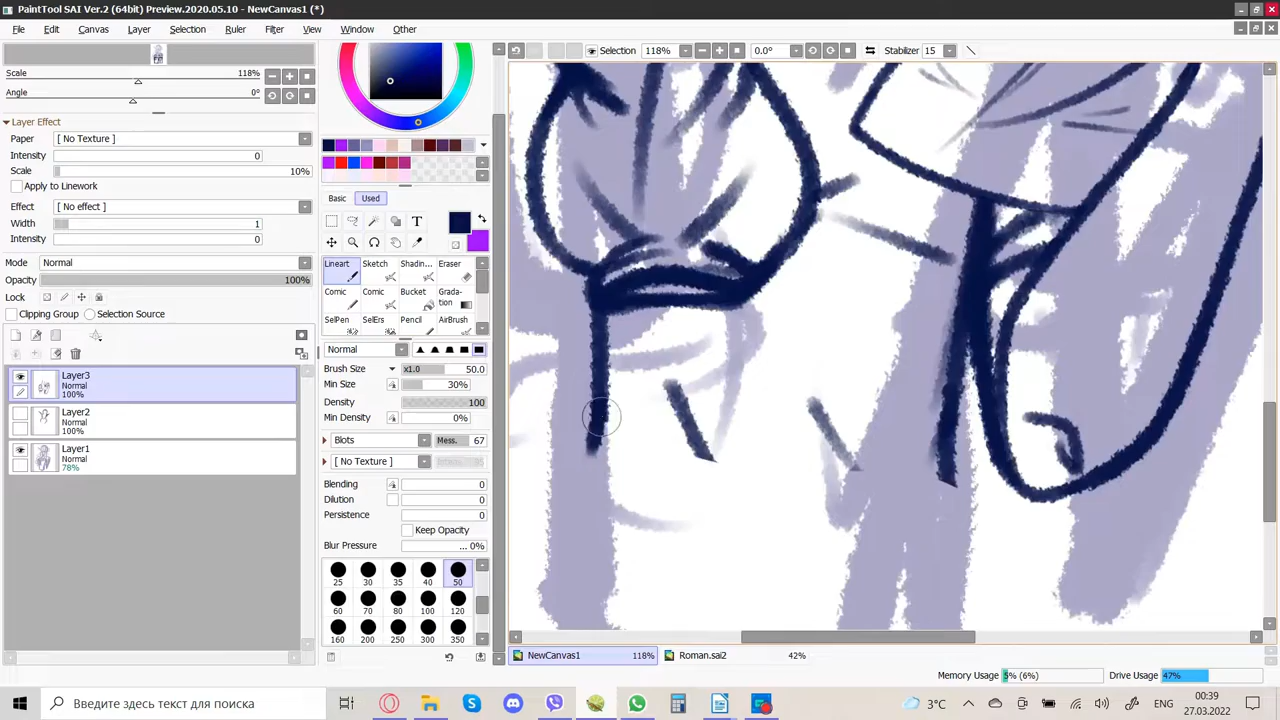 PaintTool SAI Ver.2 (64bit) Preview.2020.05.10 - NewCanvas1 (*)
File Edit Canvas Layer Selection Ruler Filter View Window Other
Selection 118% 0.0° Stabilizer 15
Scale 118%
Angle 0°
Layer Effect
Paper [ No Texture ]
Intensity 0
Scale 10%
Apply to Linework
Effect [ No effect ]
Width 1
Intensity 0
Mode Normal
Opacity 100%
Lock
Clipping Group Selection Source
Layer3
Normal
100%
Layer2
Normal
100%
Layer1
Normal
78%
Basic Used
T
Lineart Sketch Shadin... Eraser
Comic Comic Bucket Grada-
tion
SelPen SelErs Pencil AirBrush
Normal
Brush Size x1.0 50.0
Min Size 30%
Density 100
Min Density 0%
Blots Mess. 67
[ No Texture ]
Blending 0
Dilution 0
Persistence 0
Keep Opacity
Blur Pressure ... 0%
25 30 35 40 50
60 70 80 100 120
160 200 250 300 350
NewCanvas1 118% Roman.sai2 42%
Memory Usage 5% (6%) Drive Usage 47%
Введите здесь текст для поиска
3°C ENG 00:39
27.03.2022